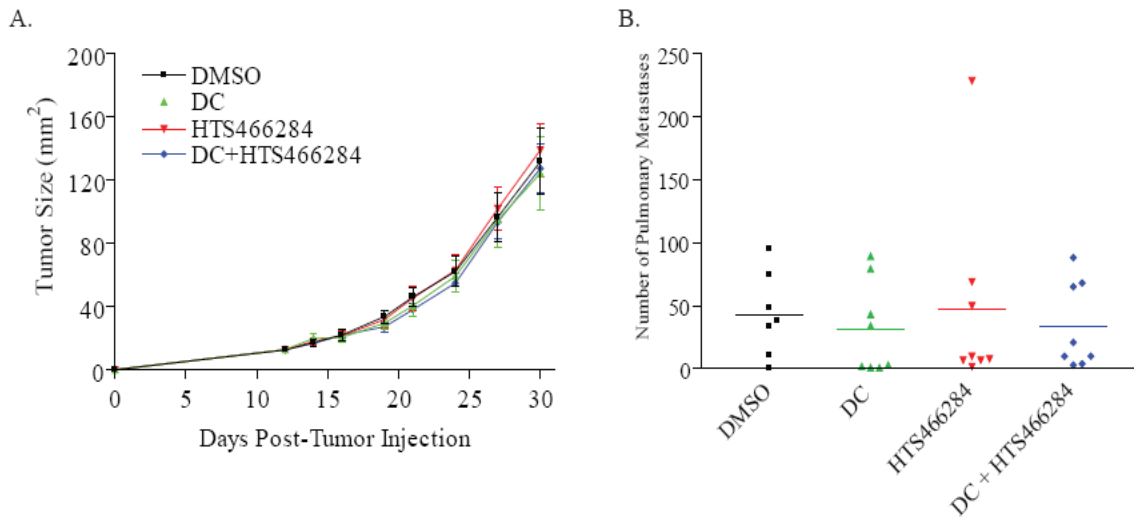 A.
200
160
120
80
40
0
Tumor Size (mm²)
DMSO
DC
HTS466284
DC+HTS466284
0 5 10 15 20 25 30
Days Post-Tumor Injection
B.
250
200
150
100
50
0
Number of Pulmonary Metastases
DMSO
DC
HTS466284
DC + HTS466284